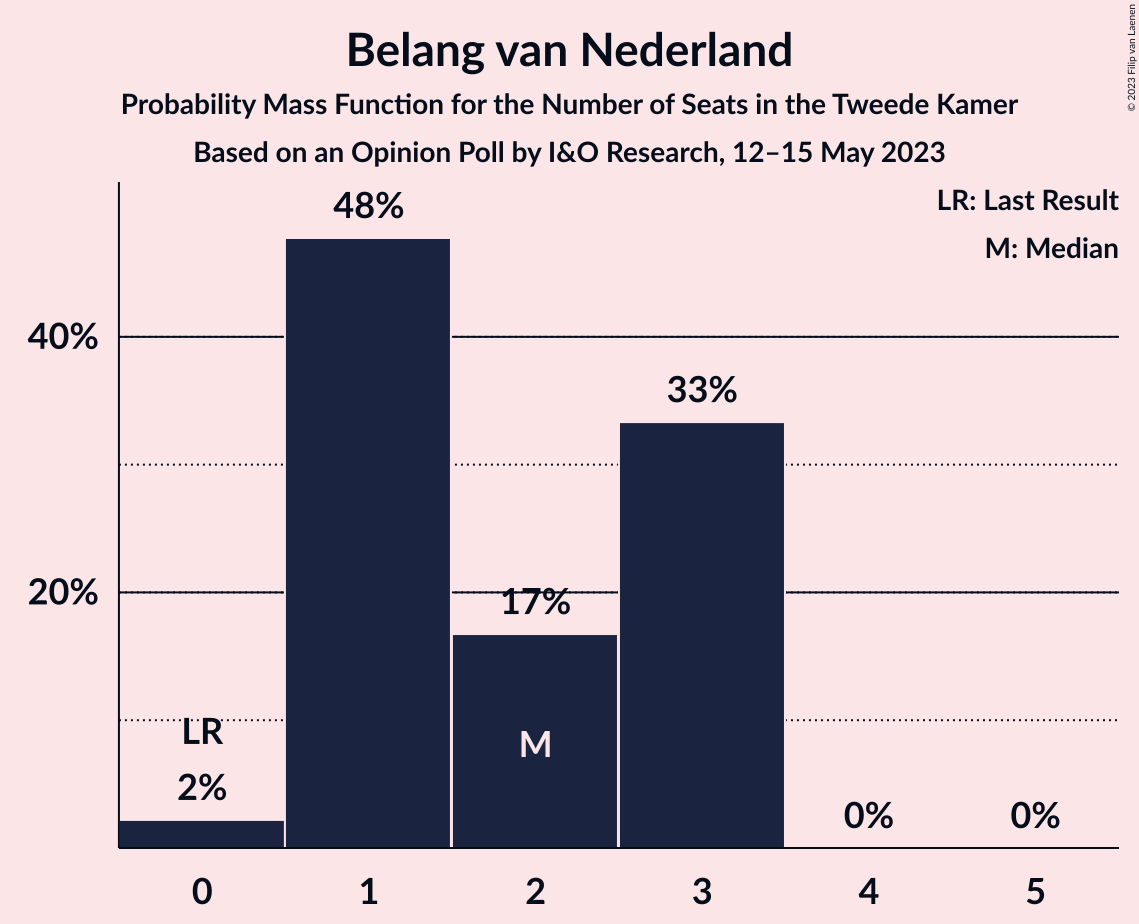 Belang van Nederland
Probability Mass Function for the Number of Seats in the Tweede Kamer
Based on an Opinion Poll by I&O Research, 12–15 May 2023
© 2023 Filip van Laenen
LR: Last Result
M: Median
48%
40%
33%
20%
17%
LR
M
2%
0%
0%
0
1
2
3
4
5